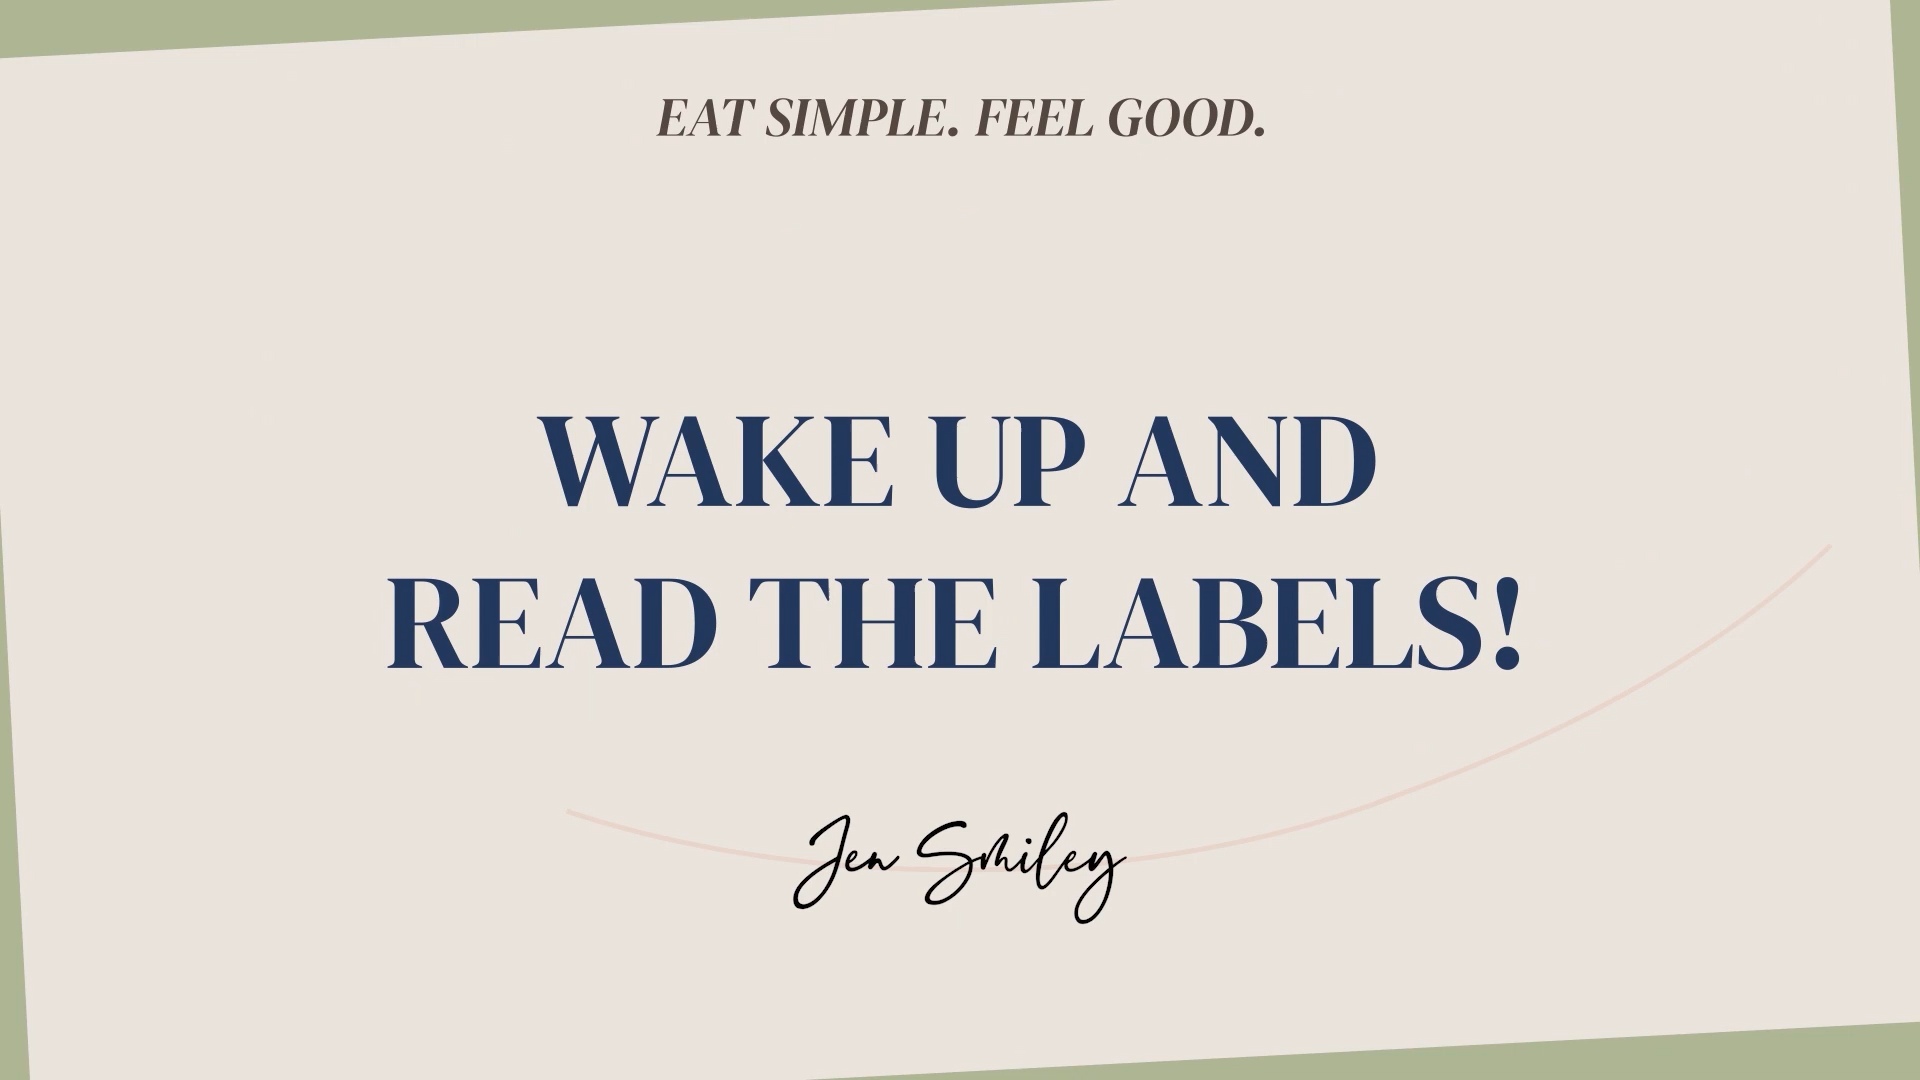 EAT SIMPLE. FEEL GOOD.
WAKE UP AND
READ THE LABELS!
Jen Smiley